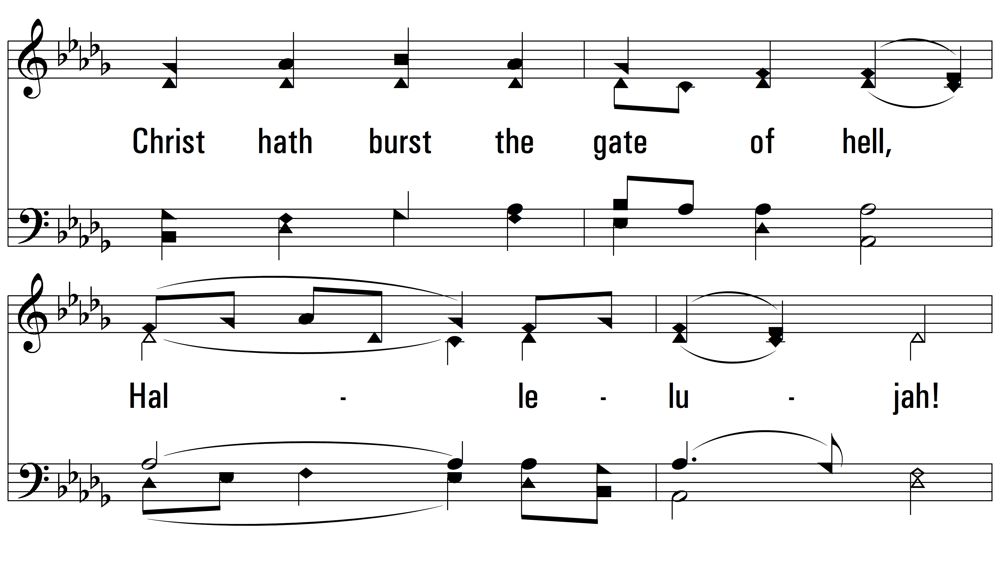 Christ hath burst the gate of hell,
Hal - le - lu - jah!